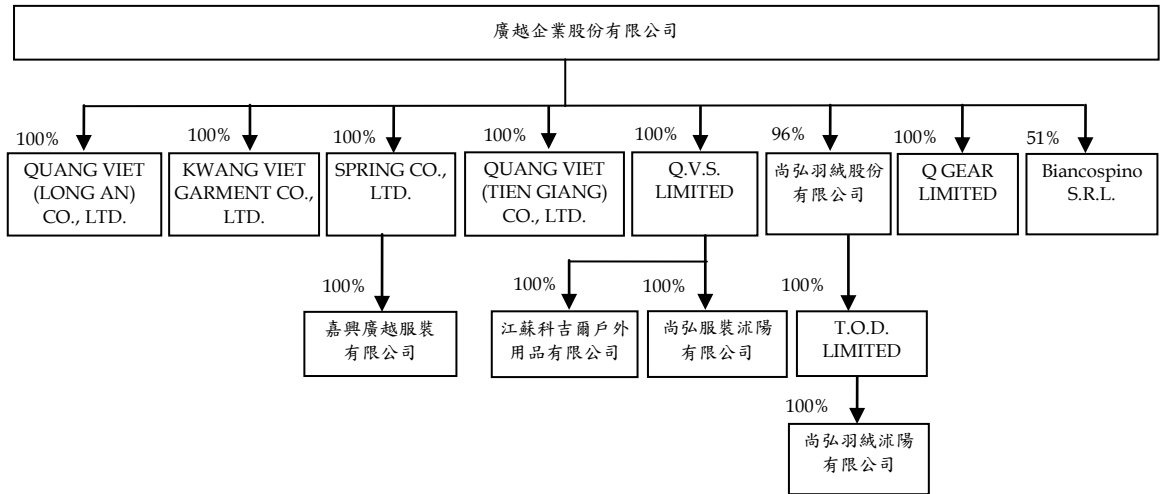 廣越企業股份有限公司
100%
100%
100%
100%
100%
96%
100%
51%
QUANG VIET
(LONG AN)
CO., LTD.
KWANG VIET
GARMENT CO.,
LTD.
SPRING CO.,
LTD.
QUANG VIET
(TIEN GIANG)
CO., LTD.
Q.V.S.
LIMITED
尚弘羽絨股份
有限公司
Q GEAR
LIMITED
Biancospino
S.R.L.
100%
100%
100%
100%
嘉興廣越服裝
有限公司
江蘇科吉爾戶外
用品有限公司
尚弘服裝沭陽
有限公司
T.O.D.
LIMITED
100%
尚弘羽絨沭陽
有限公司